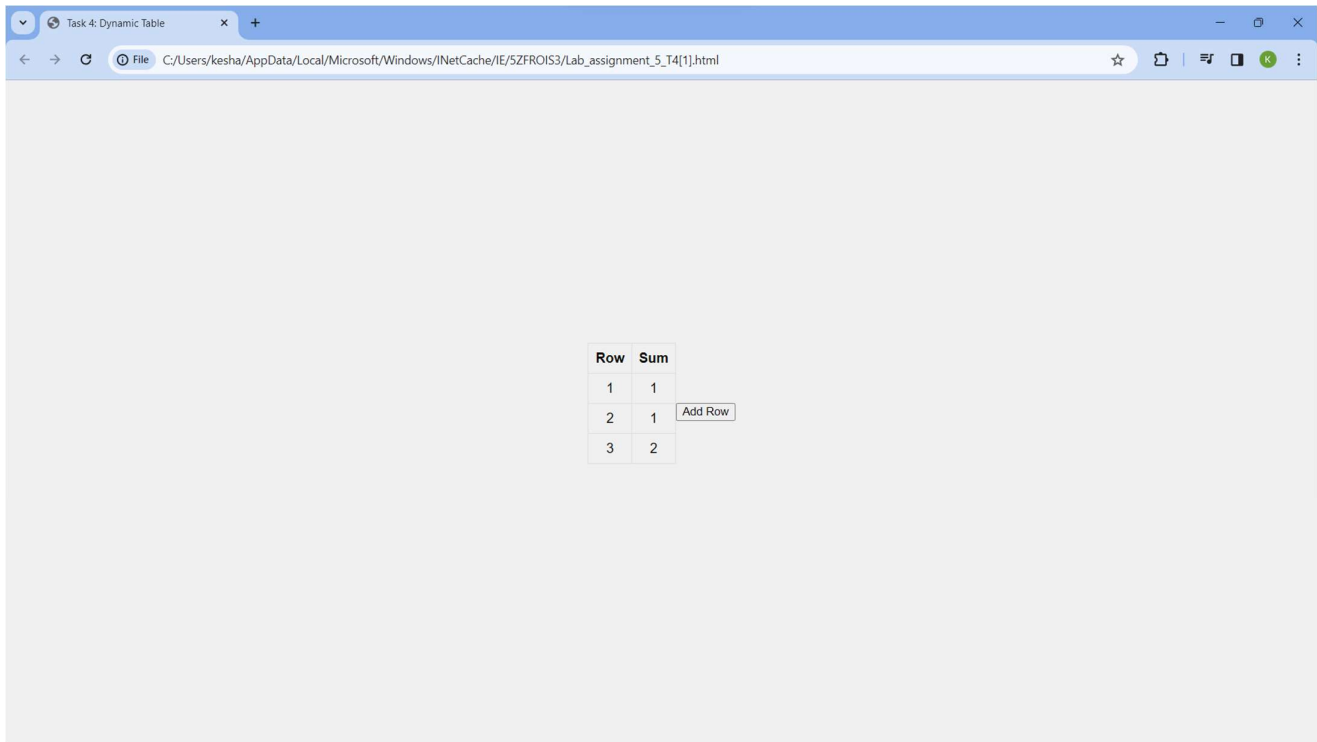 Task 4: Dynamic Table
File C:/Users/kesha/AppData/Local/Microsoft/Windows/INetCache/IE/5ZFROIS3/Lab_assignment_5_T4[1].html K
Row Sum
1 1
2 1
Add Row
3 2